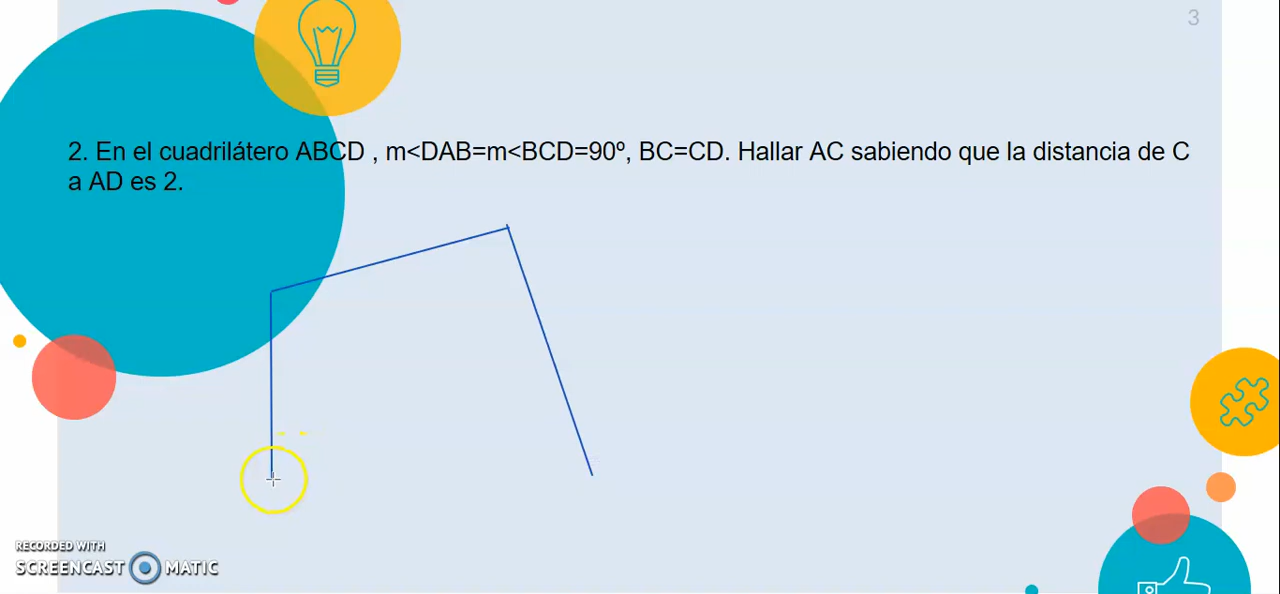 3
2. En el cuadrilátero ABCD , m<DAB=m<BCD=90º, BC=CD. Hallar AC sabiendo que la distancia de C
a AD es 2.
RECORDED WITH
SCREENCAST MATIC